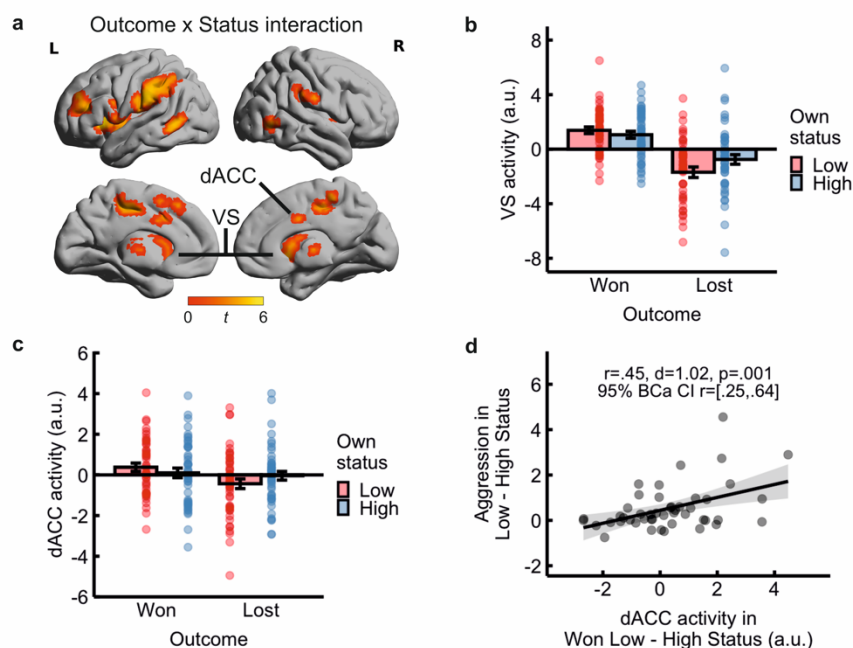 a
Outcome x Status interaction
L
R
dACC
VS
0 t 6
b
8
4
0
-4
-8
VS activity (a.u.)
Won Lost
Outcome
Own
status
Low
High
c
6
4
2
0
-2
-4
-6
dACC activity (a.u.)
Won Lost
Outcome
Own
status
Low
High
d
r=.45, d=1.02, p=.001
95% BCa CI r=[.25,.64]
6
4
2
0
-2
Aggression in
Low - High Status
-2 0 2 4
dACC activity in
Won Low - High Status (a.u.)